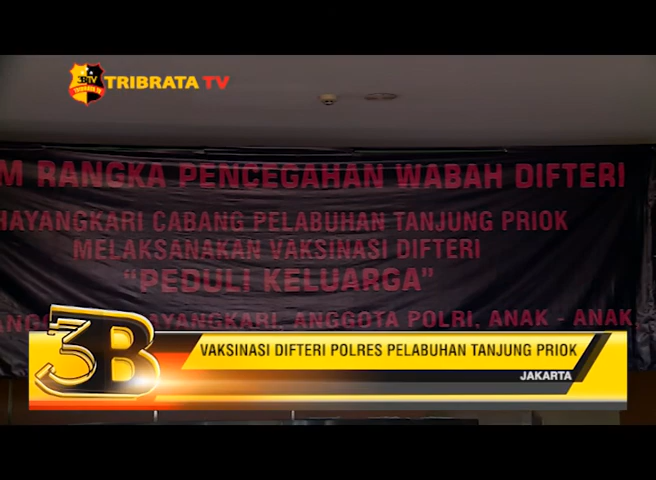 TRIBRATA TV
M RANGKA PENCEGAHAN WABAH DIFTERI
HAYANGKARI CABANG PELABUHAN TANJUNG PRIOK
MELAKSANAKAN VAKSINASI DIFTERI
"PEDULI KELUARGA"
AYANGKARI, ANGGOTA POLRI, ANAK - ANAK
3B
VAKSINASI DIFTERI POLRES PELABUHAN TANJUNG PRIOK
JAKARTA